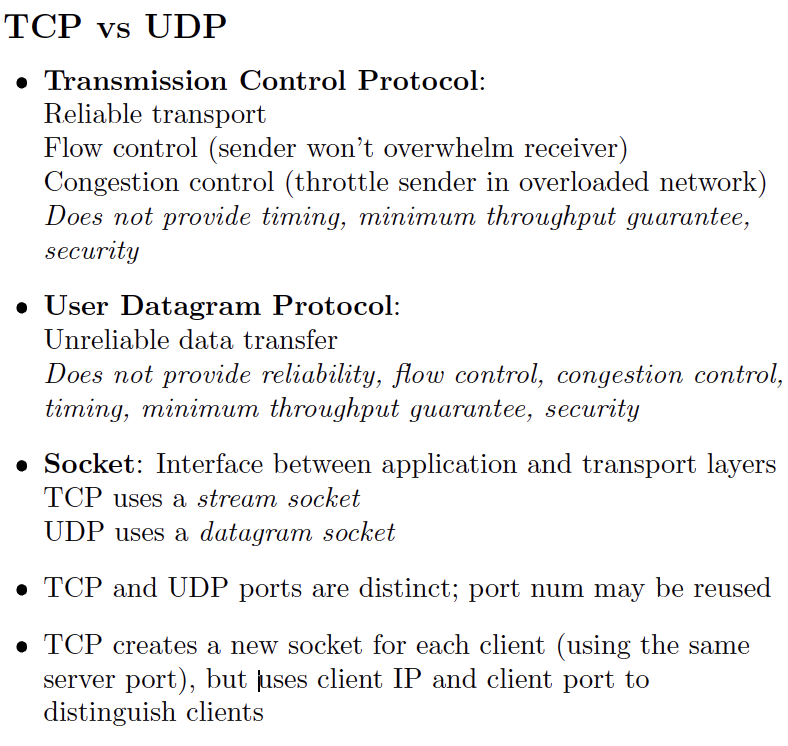 TCP vs UDP
• Transmission Control Protocol:
Reliable transport
Flow control (sender won't overwhelm receiver)
Congestion control (throttle sender in overloaded network)
Does not provide timing, minimum throughput guarantee,
security
• User Datagram Protocol:
Unreliable data transfer
Does not provide reliability, flow control, congestion control,
timing, minimum throughput guarantee, security
• Socket: Interface between application and transport layers
TCP uses a stream socket
UDP uses a datagram socket
• TCP and UDP ports are distinct; port num may be reused
• TCP creates a new socket for each client (using the same
server port), but uses client IP and client port to
distinguish clients